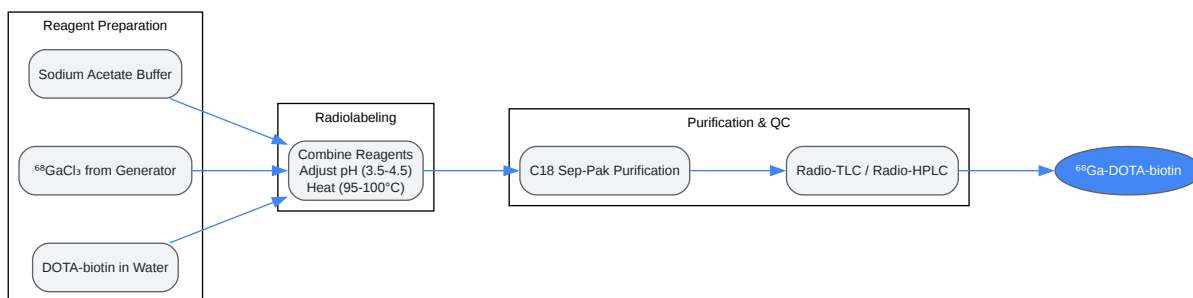 Reagent Preparation
Sodium Acetate Buffer
⁶⁸GaCl₃ from Generator
DOTA-biotin in Water
Radiolabeling
Combine Reagents
Adjust pH (3.5-4.5)
Heat (95-100°C)
Purification & QC
C18 Sep-Pak Purification
Radio-TLC / Radio-HPLC
⁶⁸Ga-DOTA-biotin